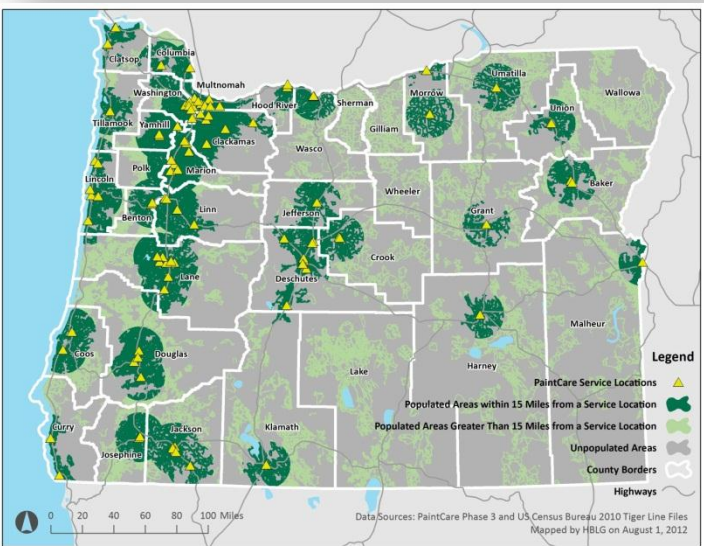 Clatsop
Columbia
Multnomah
Washington
Hood River
Sherman
Morrow
Umatilla
Wallowa
Union
Tillamook
Yamhill
Clackamas
Gilliam
Wasco
Polk
Marion
Wheeler
Baker
Lincoln
Benton
Linn
Jefferson
Grant
Crook
Lane
Deschutes
Malheur
Coos
Douglas
Lake
Harney
Curry
Josephine
Jackson
Klamath
Legend
PaintCare Service Locations
Populated Areas within 15 Miles from a Service Location
Populated Areas Greater Than 15 Miles from a Service Location
Unpopulated Areas
County Borders
Highways
0 20 40 60 80 100 Miles
Data Sources: PaintCare Phase 3 and US Census Bureau 2010 Tiger Line Files
Mapped by HBLG on August 1, 2012